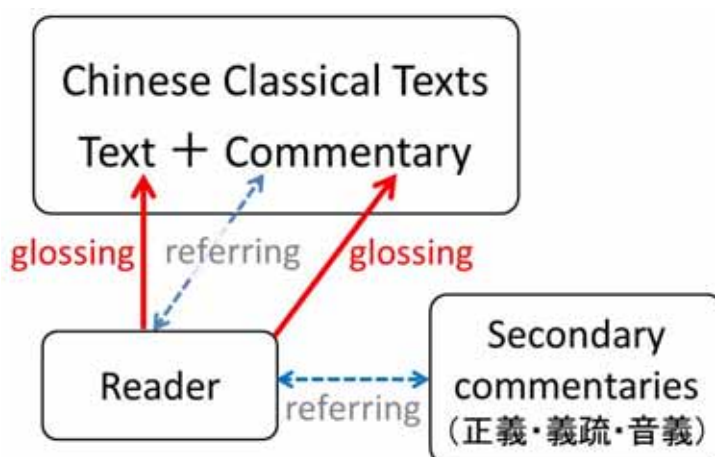 Chinese Classical Texts
Text + Commentary
glossing
referring
glossing
Reader
referring
Secondary
commentaries
(正義・義疏・音義)